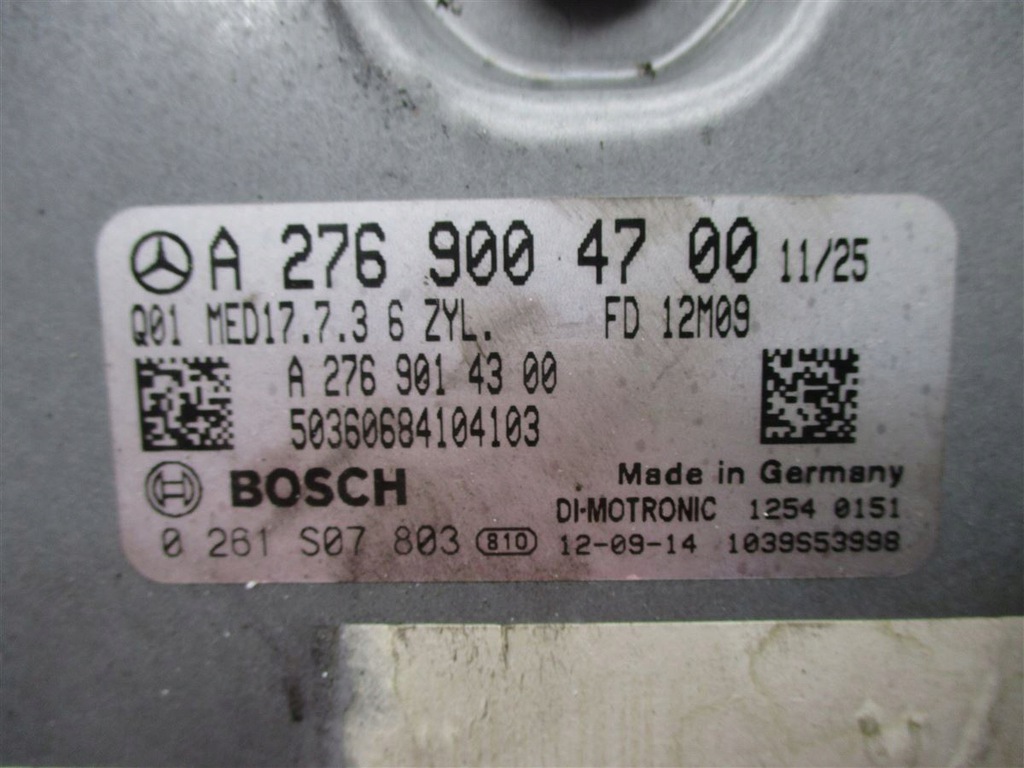 A 276 900 47 00 11/25
Q01 MED17.7.3 6 ZYL. FD 12M09
A 276 901 43 00
50360684104103
BOSCH Made in Germany
DI-MOTRONIC 1254 0151
0 261 S07 803 810 12-09-14 1039S53998